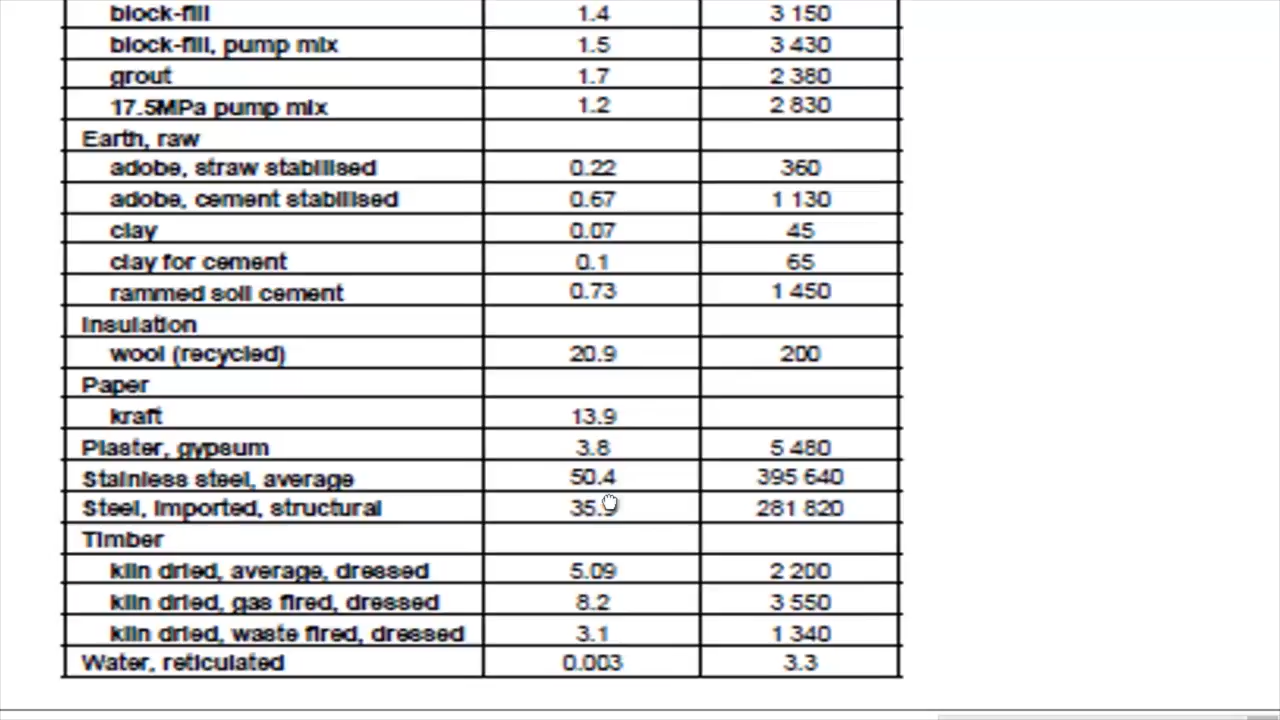 block-fill 1.4 3 150
block-fill, pump mix 1.5 3 430
grout 1.7 2 380
17.5MPa pump mix 1.2 2 830
Earth, raw
adobe, straw stabilised 0.22 360
adobe, cement stabilised 0.67 1 130
clay 0.07 45
clay for cement 0.1 65
rammed soil cement 0.73 1 450
Insulation
wool (recycled) 20.9 200
Paper
kraft 13.9
Plaster, gypsum 3.8 5 480
Stainless steel, average 50.4 395 640
Steel, imported, structural 35.9 281 820
Timber
kiln dried, average, dressed 5.09 2 200
kiln dried, gas fired, dressed 8.2 3 550
kiln dried, waste fired, dressed 3.1 1 340
Water, reticulated 0.003 3.3